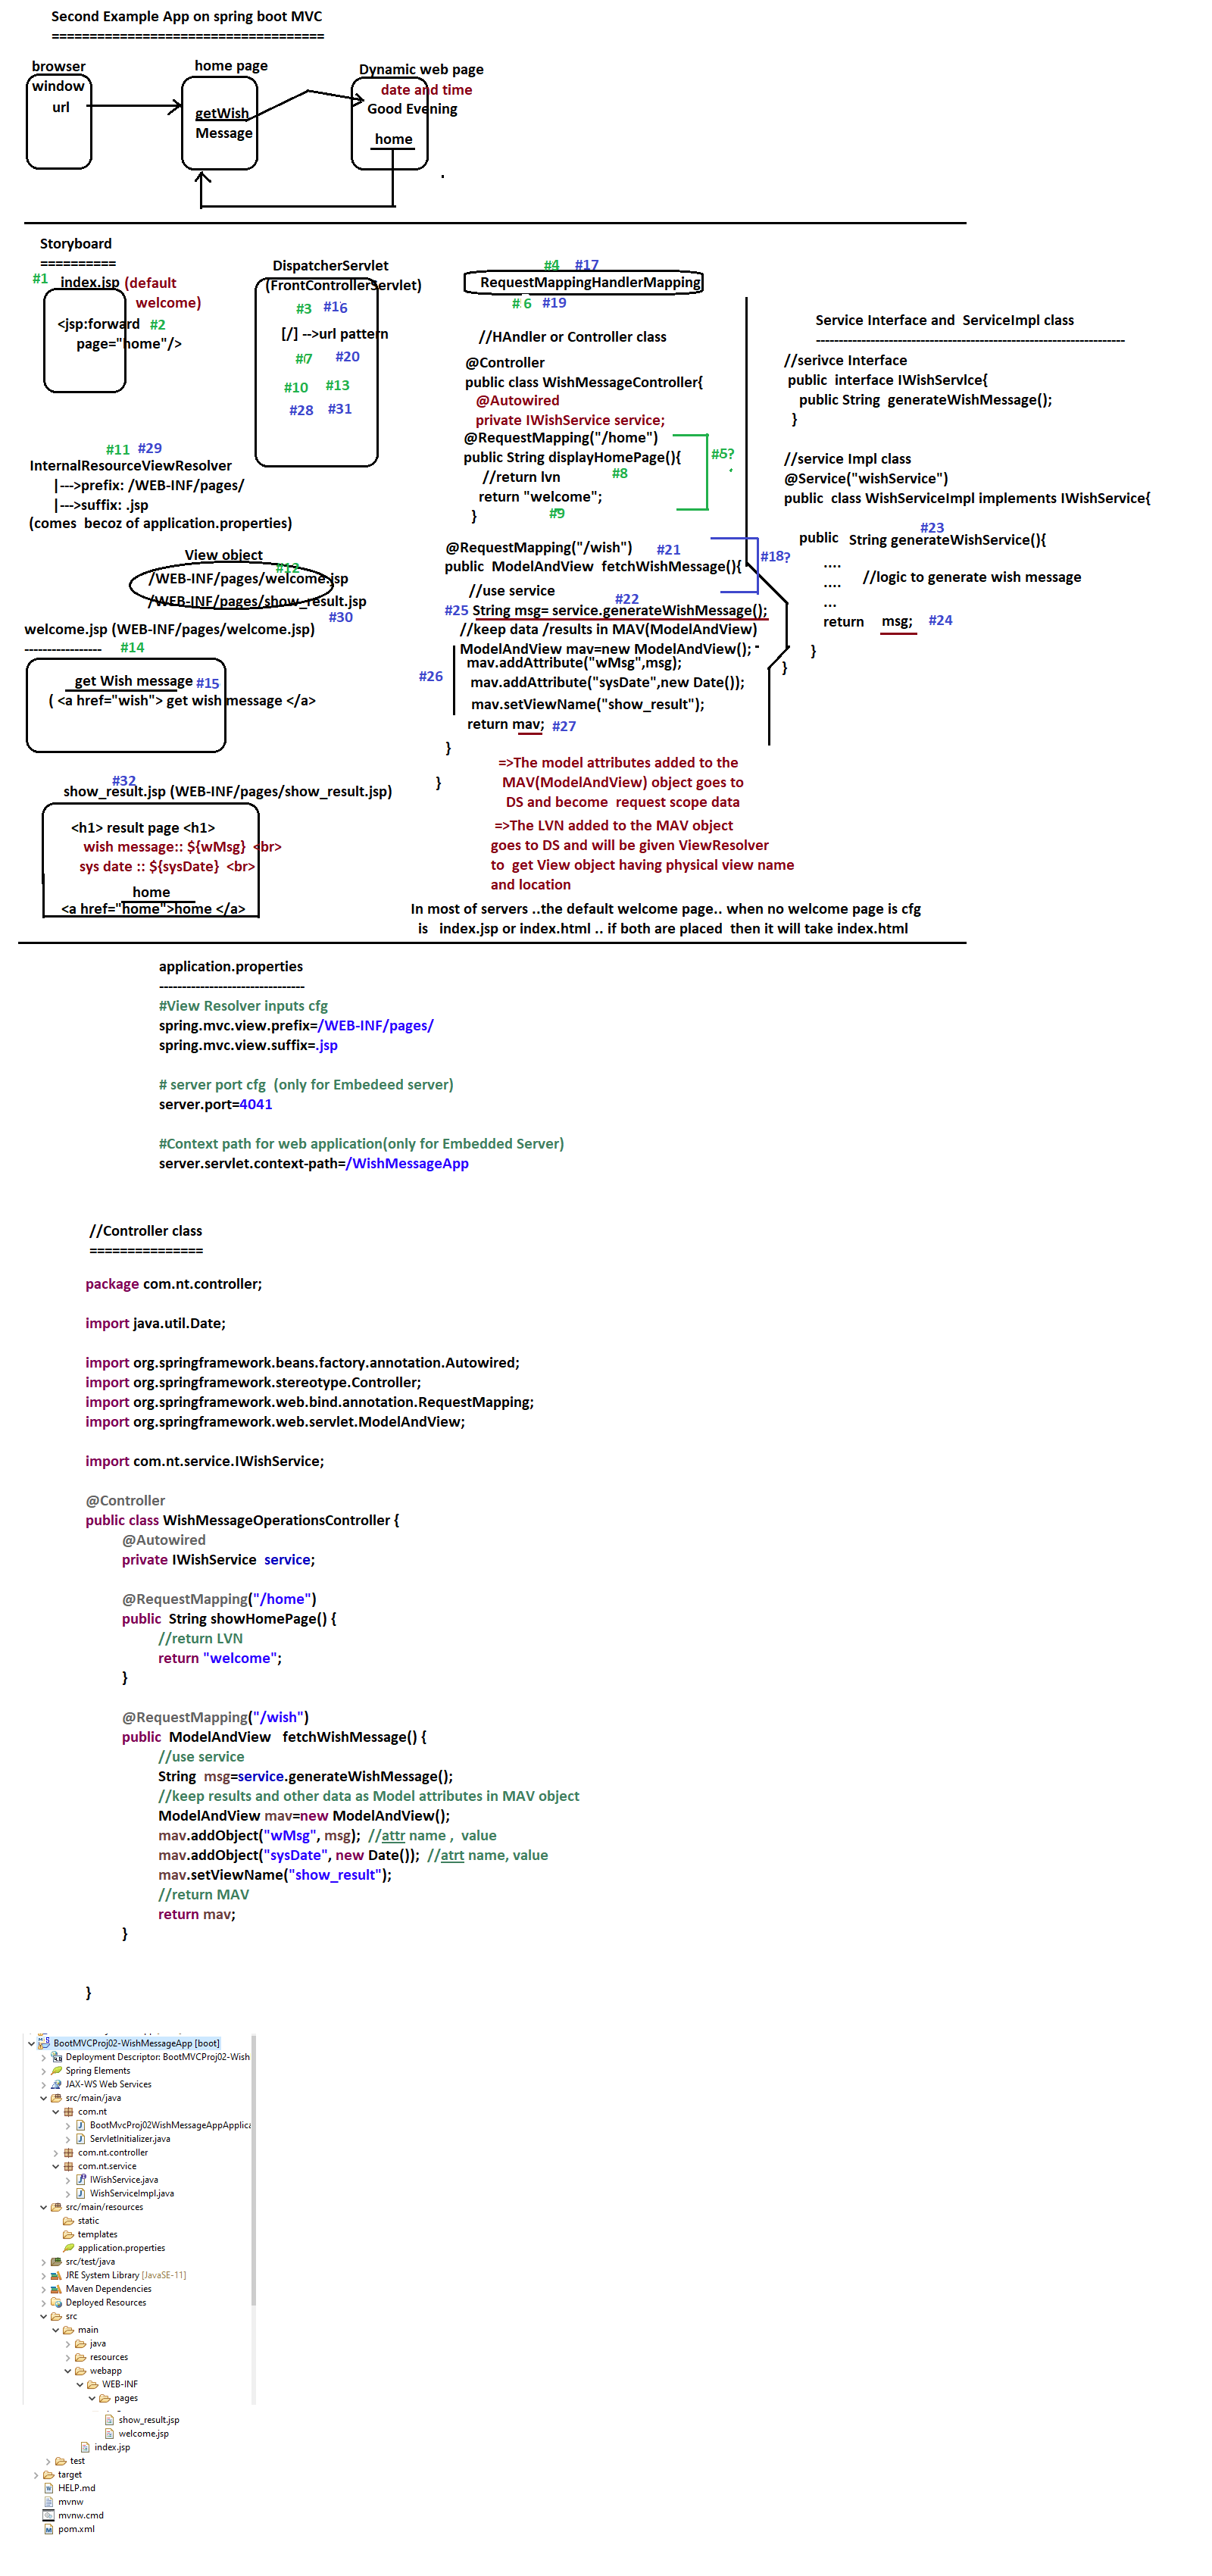 Second Example App on spring boot MVC
====================================
browser
window
url
home page
getWish
Message
Dynamic web page
date and time
Good Evening
home
Storyboard
==========
#1 index.jsp (default
welcome)
<jsp:forward #2
page="home"/>
DispatcherServlet
(FrontControllerServlet)
#3 #16
[/] -->url pattern
#7 #20
#10 #13
#28 #31
#11 #29
InternalResourceViewResolver
|--->prefix: /WEB-INF/pages/
|--->suffix: .jsp
(comes becoz of application.properties)
View object
#12
/WEB-INF/pages/welcome.jsp
/WEB-INF/pages/show_result.jsp
#30
welcome.jsp (WEB-INF/pages/welcome.jsp)
----------------- #14
get Wish message #15
( <a href="wish"> get wish message </a>
#32
show_result.jsp (WEB-INF/pages/show_result.jsp)
<h1> result page <h1>
wish message:: ${wMsg} <br>
sys date :: ${sysDate} <br>
home
<a href="home">home </a>
#4 #17
RequestMappingHandlerMapping
# 6 #19
//HAndler or Controller class
@Controller
public class WishMessageController{
@Autowired
private IWishService service;
@RequestMapping("/home")
public String displayHomePage(){ #5?
//return lvn #8
return "welcome";
} #9
@RequestMapping("/wish") #21
public ModelAndView fetchWishMessage(){ #18?
//use service #22
#25 String msg= service.generateWishMessage();
//keep data /results in MAV(ModelAndView)
ModelAndView mav=new ModelAndView();
mav.addAttribute("wMsg",msg);
#26 mav.addAttribute("sysDate",new Date());
mav.setViewName("show_result");
return mav; #27
}
}
=>The model attributes added to the
MAV(ModelAndView) object goes to
DS and become request scope data
=>The LVN added to the MAV object
goes to DS and will be given ViewResolver
to get View object having physical view name
and location
Service Interface and ServiceImpl class
--------------------------------------------------------------------
//serivce Interface
public interface IWishServIce{
public String generateWishMessage();
}
//service Impl class
@Service("wishService")
public class WishServiceImpl implements IWishService{
#23
public String generateWishService(){
....
.... //logic to generate wish message
...
return msg; #24
}
}
In most of servers ..the default welcome page.. when no welcome page is cfg
is index.jsp or index.html .. if both are placed then it will take index.html
application.properties
--------------------------------
#View Resolver inputs cfg
spring.mvc.view.prefix=/WEB-INF/pages/
spring.mvc.view.suffix=.jsp
# server port cfg (only for Embedeed server)
server.port=4041
#Context path for web application(only for Embedded Server)
server.servlet.context-path=/WishMessageApp
//Controller class
===============
package com.nt.controller;
import java.util.Date;
import org.springframework.beans.factory.annotation.Autowired;
import org.springframework.stereotype.Controller;
import org.springframework.web.bind.annotation.RequestMapping;
import org.springframework.web.servlet.ModelAndView;
import com.nt.service.IWishService;
@Controller
public class WishMessageOperationsController {
@Autowired
private IWishService service;
@RequestMapping("/home")
public String showHomePage() {
//return LVN
return "welcome";
}
@RequestMapping("/wish")
public ModelAndView fetchWishMessage() {
//use service
String msg=service.generateWishMessage();
//keep results and other data as Model attributes in MAV object
ModelAndView mav=new ModelAndView();
mav.addObject("wMsg", msg); //attr name , value
mav.addObject("sysDate", new Date()); //atrt name, value
mav.setViewName("show_result");
//return MAV
return mav;
}
}
BootMVCProj02-WishMessageApp [boot]
Deployment Descriptor: BootMVCProj02-Wish
Spring Elements
JAX-WS Web Services
src/main/java
com.nt
BootMvcProj02WishMessageAppApplica
ServletInitializer.java
com.nt.controller
com.nt.service
IWishService.java
WishServiceImpl.java
src/main/resources
static
templates
application.properties
src/test/java
JRE System Library [JavaSE-11]
Maven Dependencies
Deployed Resources
src
main
java
resources
webapp
WEB-INF
pages
show_result.jsp
welcome.jsp
index.jsp
test
target
HELP.md
mvnw
mvnw.cmd
pom.xml